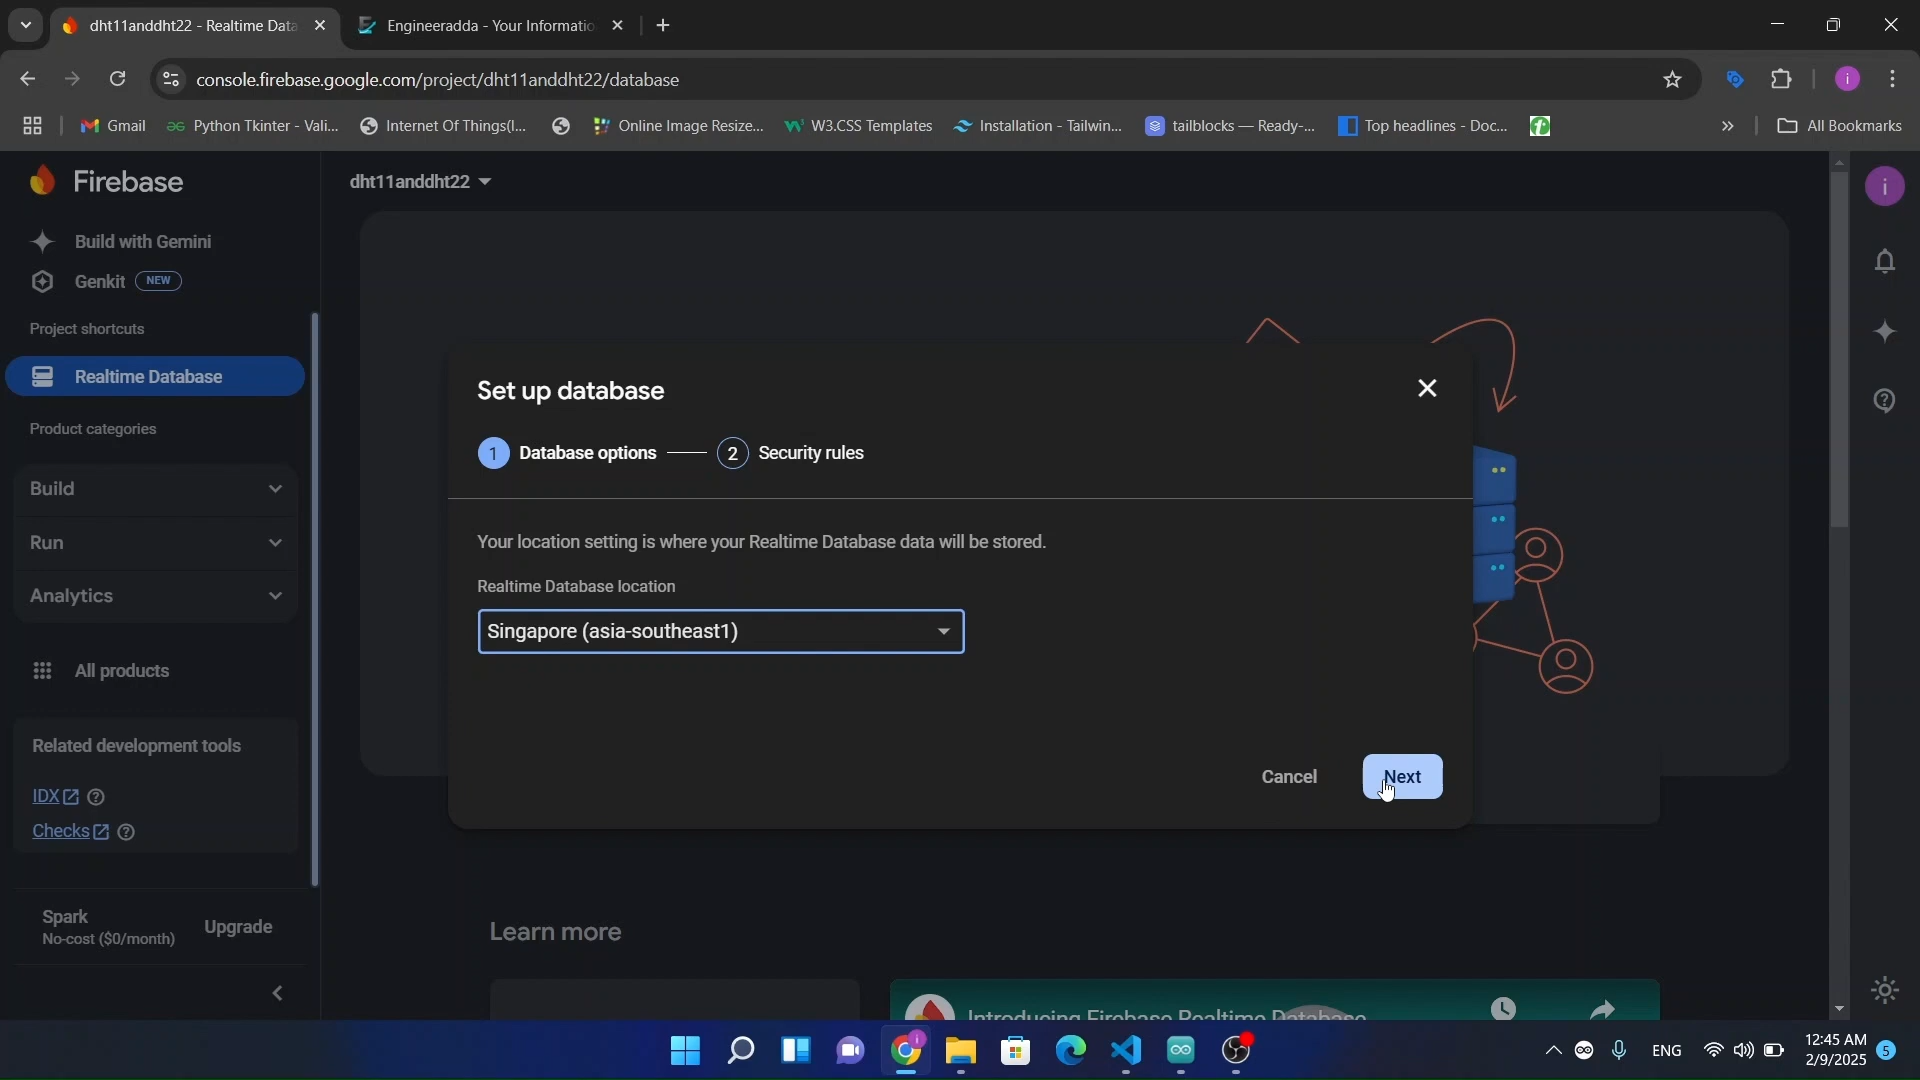 dht11anddht22 - Realtime Data
Engineeradda - Your Informatio
console.firebase.google.com/project/dht11anddht22/database
i
Gmail
Python Tkinter - Vali...
Internet Of Things(I...
Online Image Resize...
W3.CSS Templates
Installation - Tailwin...
tailblocks — Ready-...
Top headlines - Doc...
»
All Bookmarks
Firebase
dht11anddht22
i
Build with Gemini
Genkit NEW
Project shortcuts
Realtime Database
Product categories
Build
Run
Analytics
All products
Related development tools
IDX
Checks
Spark
No-cost ($0/month)
Upgrade
Set up database
1 Database options
2 Security rules
Your location setting is where your Realtime Database data will be stored.
Realtime Database location
Singapore (asia-southeast1)
Cancel
Next
Learn more
Introducing Firebase Realtime Database
ENG
12:45 AM
2/9/2025
5